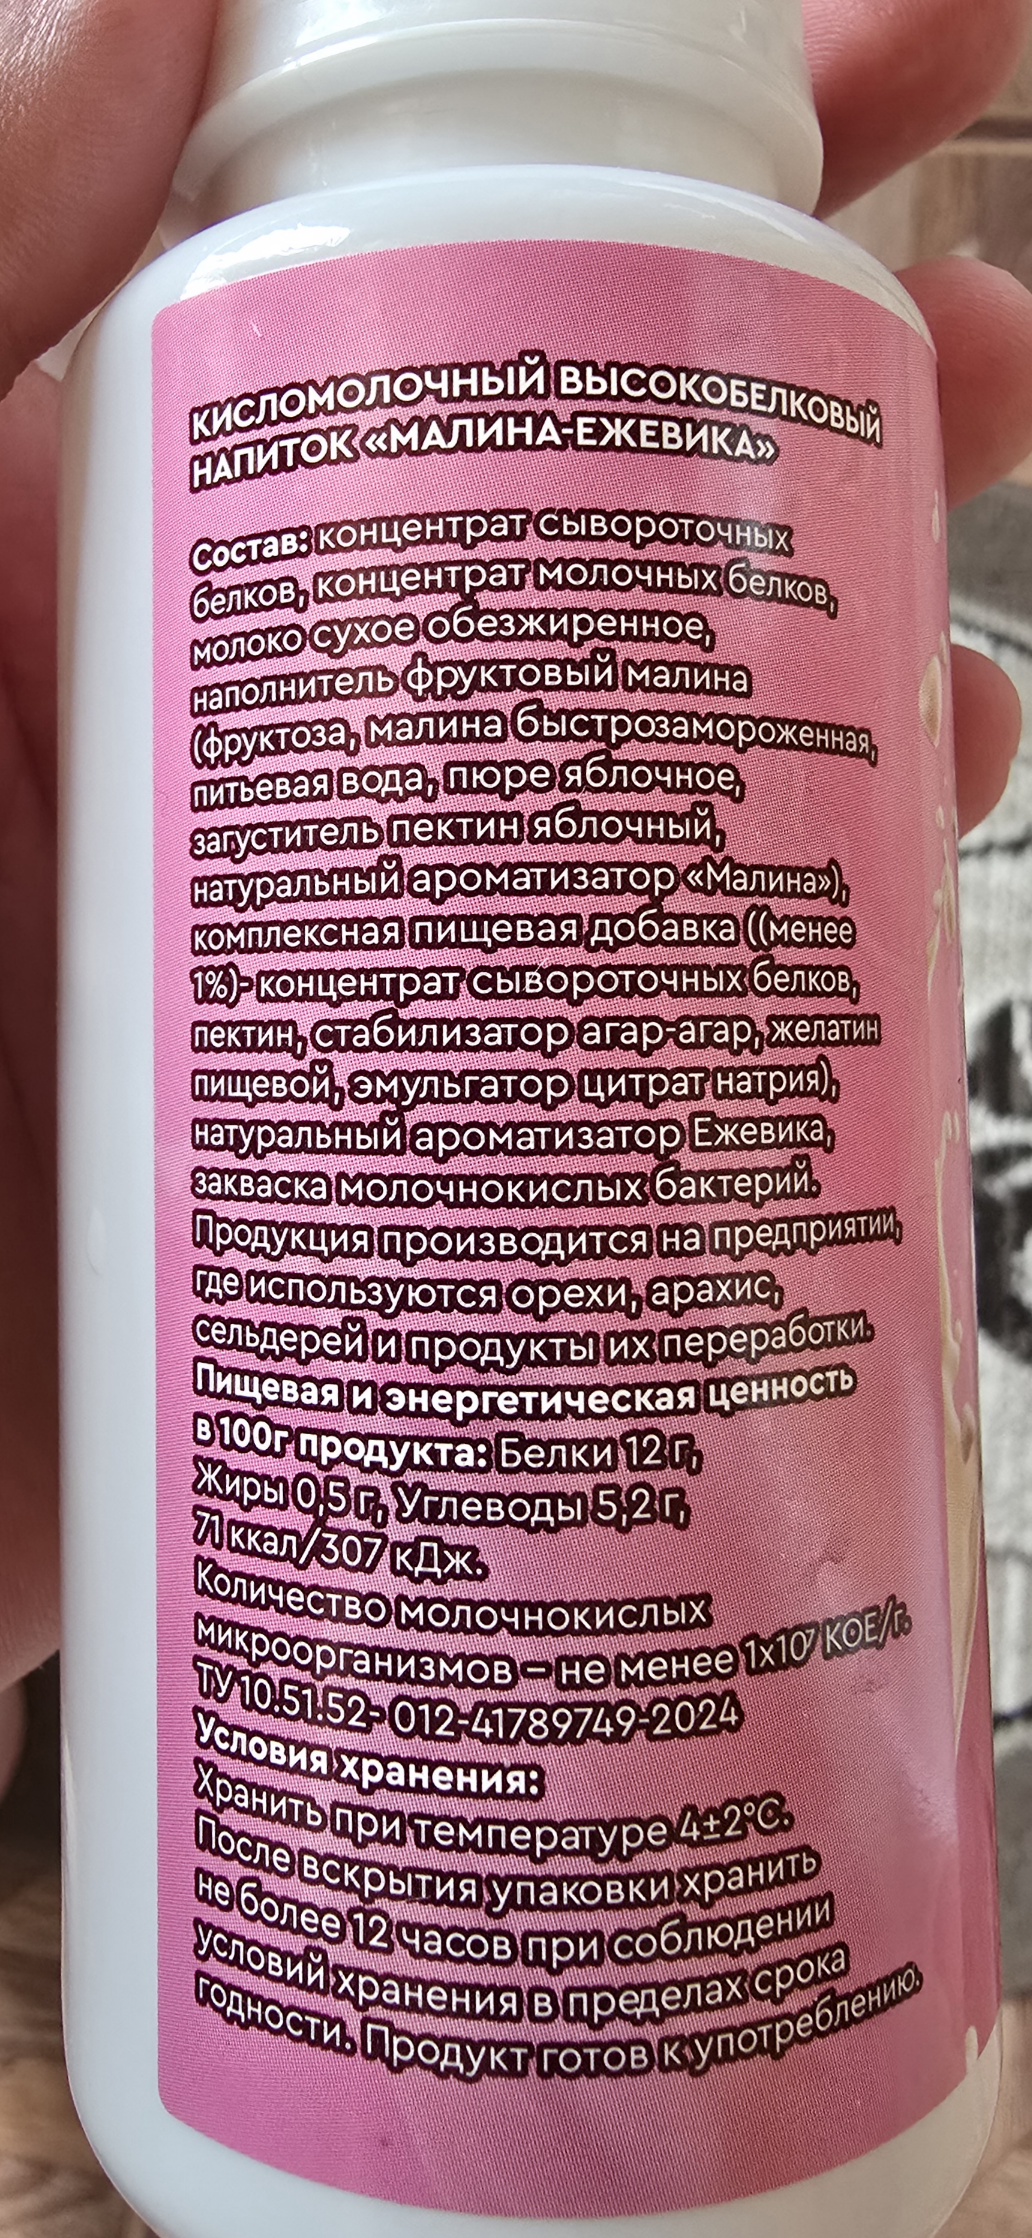 КИСЛОМОЛОЧНЫЙ ВЫСОКОБЕЛКОВЫЙ
НАПИТОК «МАЛИНА-ЕЖЕВИКА»
Состав: концентрат сывороточных
белков, концентрат молочных белков,
молоко сухое обезжиренное,
наполнитель фруктовый малина
(фруктоза, малина быстрозамороженная,
питьевая вода, пюре яблочное,
загуститель пектин яблочный,
натуральный ароматизатор «Малина»),
комплексная пищевая добавка ((менее
1%)- концентрат сывороточных белков,
пектин, стабилизатор агар-агар, желатин
пищевой, эмульгатор цитрат натрия),
натуральный ароматизатор Ежевика,
закваска молочнокислых бактерий.
Продукция производится на предприятии,
где используются орехи, арахис,
сельдерей и продукты их переработки.
Пищевая и энергетическая ценность
в 100г продукта: Белки 12 г,
Жиры 0,5 г, Углеводы 5,2 г,
71 ккал/307 кДж.
Количество молочнокислых
микроорганизмов – не менее 1х10⁷ КОЕ/г.
ТУ 10.51.52- 012-41789749-2024
Условия хранения:
Хранить при температуре 4±2°С.
После вскрытия упаковки хранить
не более 12 часов при соблюдении
условий хранения в пределах срока
годности. Продукт готов к употреблению.